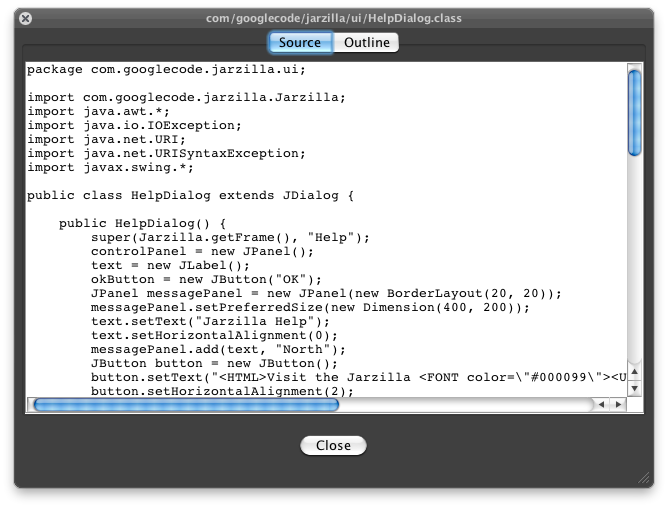 com/googlecode/jarzilla/ui/HelpDialog.class
Source Outline
package com.googlecode.jarzilla.ui;

import com.googlecode.jarzilla.Jarzilla;
import java.awt.*;
import java.io.IOException;
import java.net.URI;
import java.net.URISyntaxException;
import javax.swing.*;

public class HelpDialog extends JDialog {

    public HelpDialog() {
        super(Jarzilla.getFrame(), "Help");
        controlPanel = new JPanel();
        text = new JLabel();
        okButton = new JButton("OK");
        JPanel messagePanel = new JPanel(new BorderLayout(20, 20));
        messagePanel.setPreferredSize(new Dimension(400, 200));
        text.setText("Jarzilla Help");
        text.setHorizontalAlignment(0);
        messagePanel.add(text, "North");
        JButton button = new JButton();
        button.setText("<HTML>Visit the Jarzilla <FONT color=\"#000099\"><U
        button.setHorizontalAlignment(2);
Close